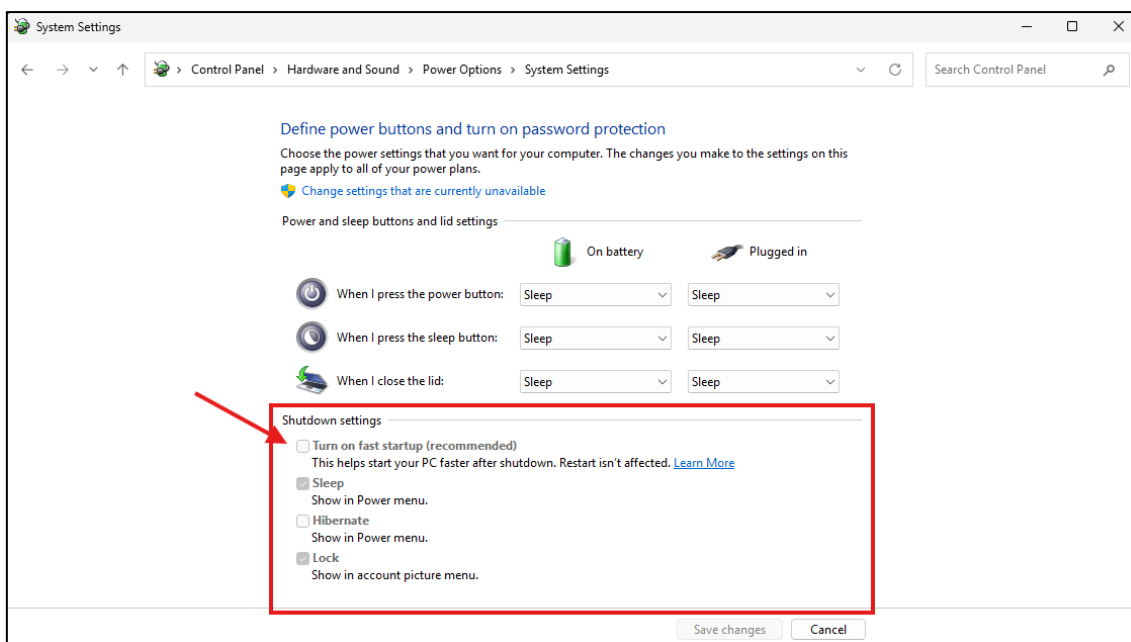 System Settings
Control Panel > Hardware and Sound > Power Options > System Settings
Search Control Panel
Define power buttons and turn on password protection
Choose the power settings that you want for your computer. The changes you make to the settings on this
page apply to all of your power plans.
Change settings that are currently unavailable
Power and sleep buttons and lid settings
On battery Plugged in
When I press the power button: Sleep Sleep
When I press the sleep button: Sleep Sleep
When I close the lid: Sleep Sleep
Shutdown settings
Turn on fast startup (recommended)
This helps start your PC faster after shutdown. Restart isn't affected. Learn More
Sleep
Show in Power menu.
Hibernate
Show in Power menu.
Lock
Show in account picture menu.
Save changes Cancel